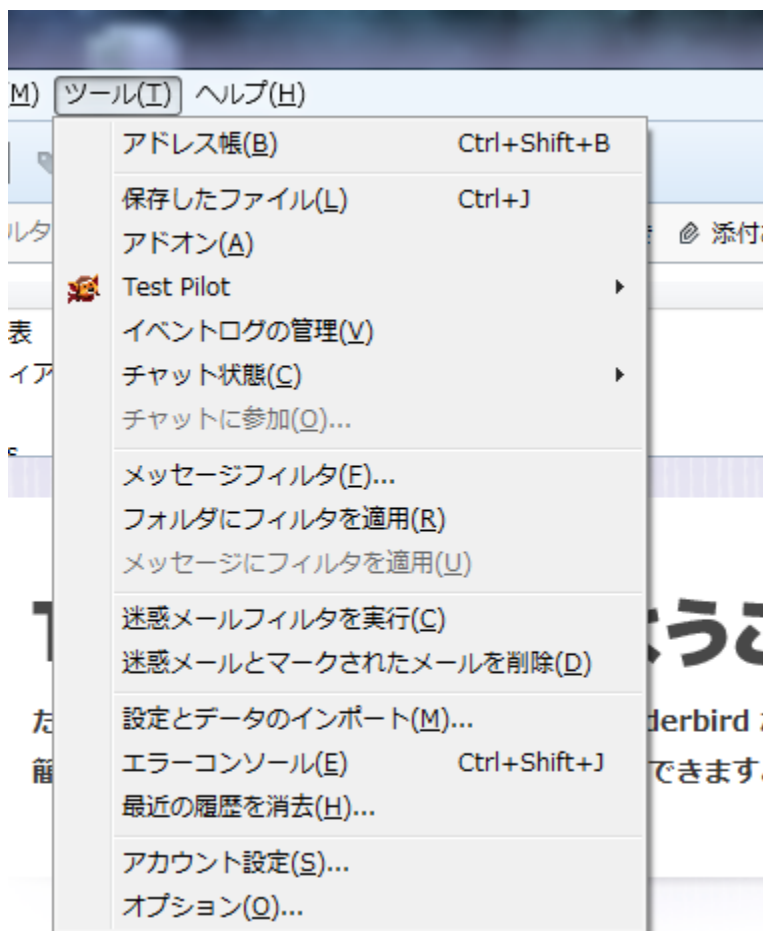 (M) ツール(T) ヘルプ(H)
アドレス帳(B) Ctrl+Shift+B
保存したファイル(L) Ctrl+J
ルタ
添付
アドオン(A)
Test Pilot
表
イベントログの管理(V)
ィア
チャット状態(C)
チャットに参加(O)...
メッセージフィルタ(F)...
フォルダにフィルタを適用(R)
メッセージにフィルタを適用(U)
迷惑メールフィルタを実行(C)
ようこ
迷惑メールとマークされたメールを削除(D)
設定とデータのインポート(M)...
た
derbird
エラーコンソール(E) Ctrl+Shift+J
できます
最近の履歴を消去(H)...
アカウント設定(S)...
オプション(O)...